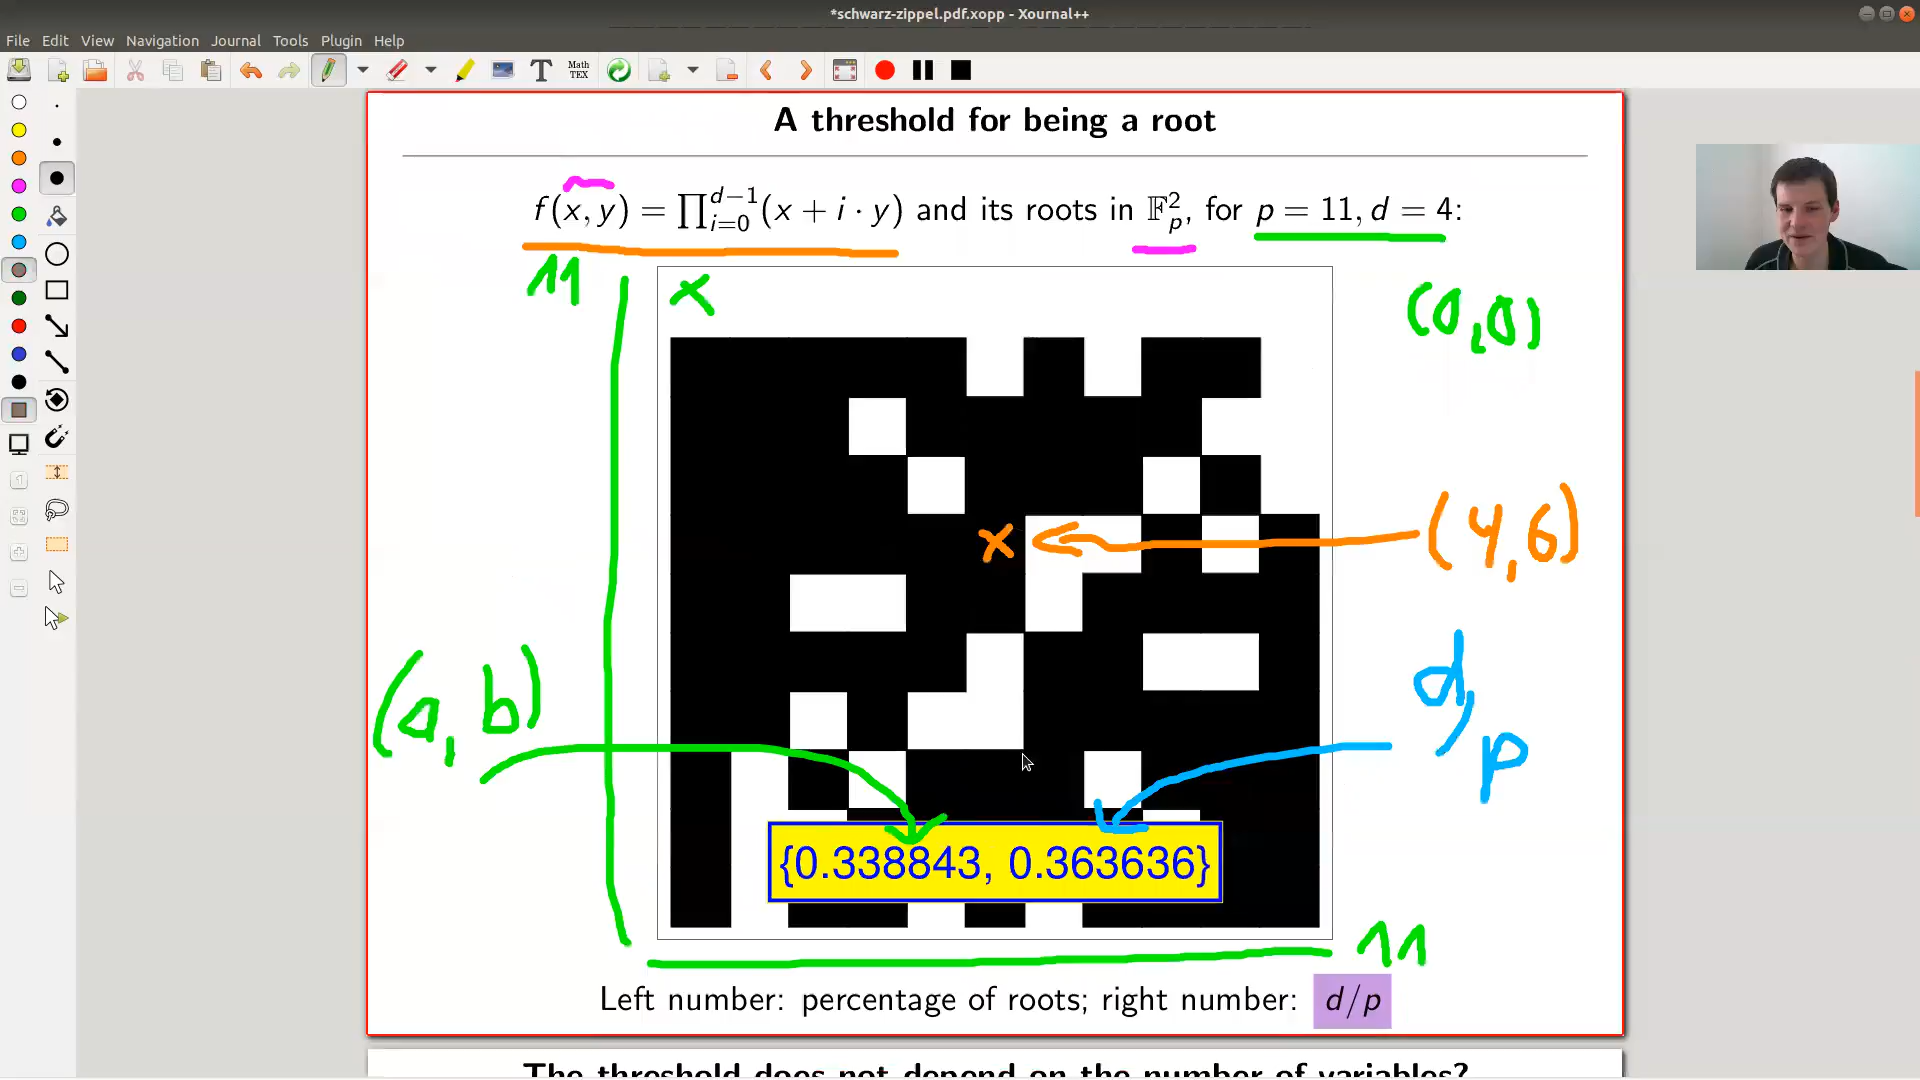 *schwarz-zippel.pdf.xopp - Xournal++
File Edit View Navigation Journal Tools Plugin Help
T Math TEX
A threshold for being a root
f(x, y) = ∏_{i=0}^{d−1}(x + i · y) and its roots in 𝔽_p^2, for p = 11, d = 4:
11
x
(0,0)
x
(4,6)
(a, b)
d/p
{0.338843, 0.363636}
11
Left number: percentage of roots; right number: d/p
The threshold does not depend on the number of variables?